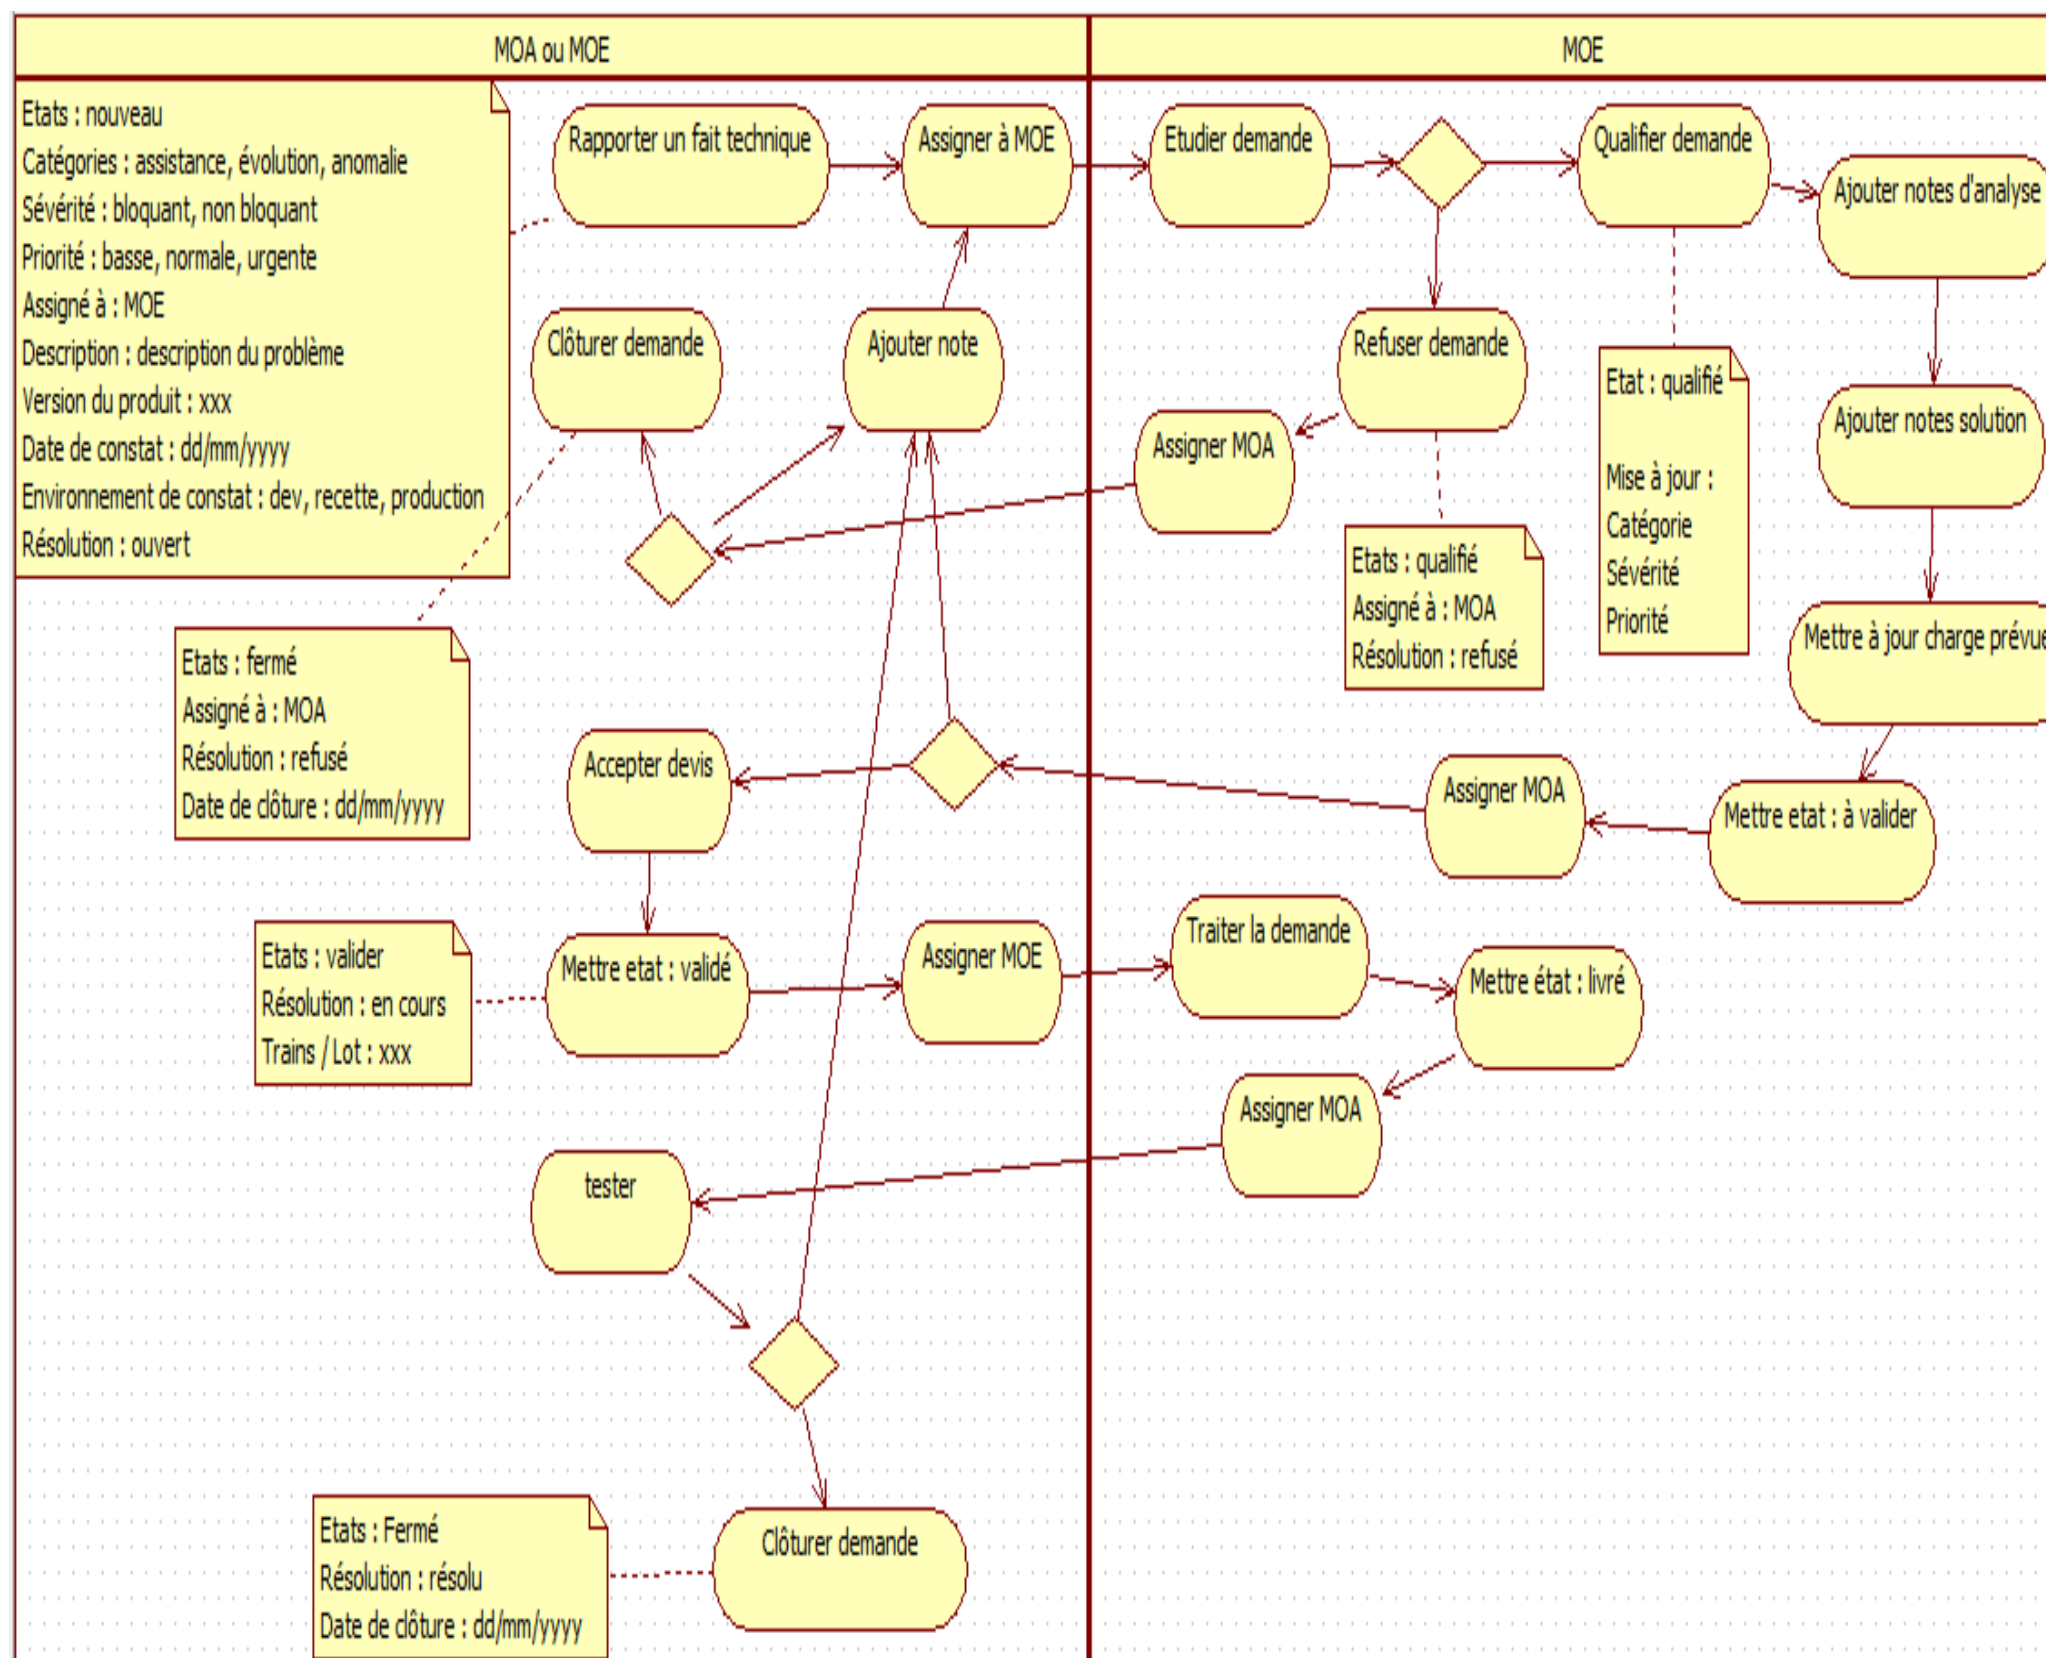 MOA ou MOE
MOE
Etats : nouveau
Catégories : assistance, évolution, anomalie
Sévérité : bloquant, non bloquant
Priorité : basse, normale, urgente
Assigné à : MOE
Description : description du problème
Version du produit : xxx
Date de constat : dd/mm/yyyy
Environnement de constat : dev, recette, production
Résolution : ouvert
Rapporter un fait technique
Assigner à MOE
Etudier demande
Qualifier demande
Ajouter notes d'analyse
Clôturer demande
Ajouter note
Refuser demande
Assigner MOA
Etat : qualifié
Mise à jour :
Catégorie
Sévérité
Priorité
Ajouter notes solution
Etats : qualifié
Assigné à : MOA
Résolution : refusé
Mettre à jour charge prévue
Etats : fermé
Assigné à : MOA
Résolution : refusé
Date de clôture : dd/mm/yyyy
Accepter devis
Assigner MOA
Mettre etat : à valider
Etats : valider
Résolution : en cours
Trains / Lot : xxx
Mettre etat : validé
Assigner MOE
Traiter la demande
Mettre état : livré
Assigner MOA
tester
Clôturer demande
Etats : Fermé
Résolution : résolu
Date de clôture : dd/mm/yyyy